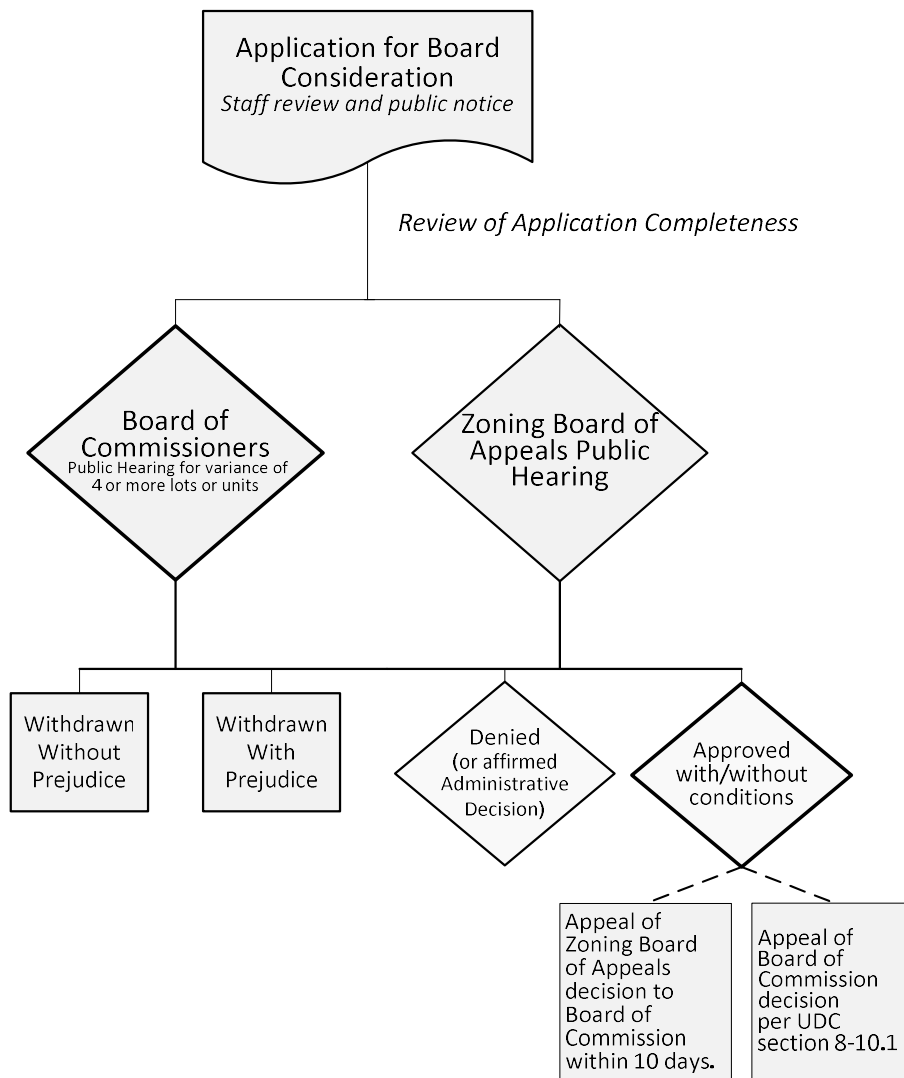 Application for Board
Consideration
Staff review and public notice
Review of Application Completeness
Board of
Commissioners
Public Hearing for variance of
4 or more lots or units
Zoning Board of
Appeals Public
Hearing
Withdrawn
Without
Prejudice
Withdrawn
With
Prejudice
Denied
(or affirmed
Administrative
Decision)
Approved
with/without
conditions
Appeal of
Zoning Board
of Appeals
decision to
Board of
Commission
within 10 days.
Appeal of
Board of
Commission
decision
per UDC
section 8-10.1